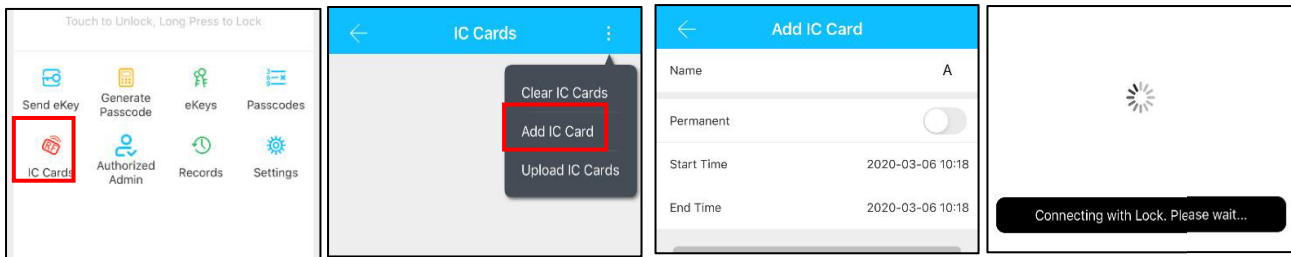 Touch to Unlock, Long Press to Lock
Send eKey
Generate
Passcode
eKeys
Passcodes
IC Cards
Authorized
Admin
Records
Settings
IC Cards
Clear IC Cards
Add IC Card
Upload IC Cards
Add IC Card
Name A
Permanent
Start Time 2020-03-06 10:18
End Time 2020-03-06 10:18
Connecting with Lock. Please wait...